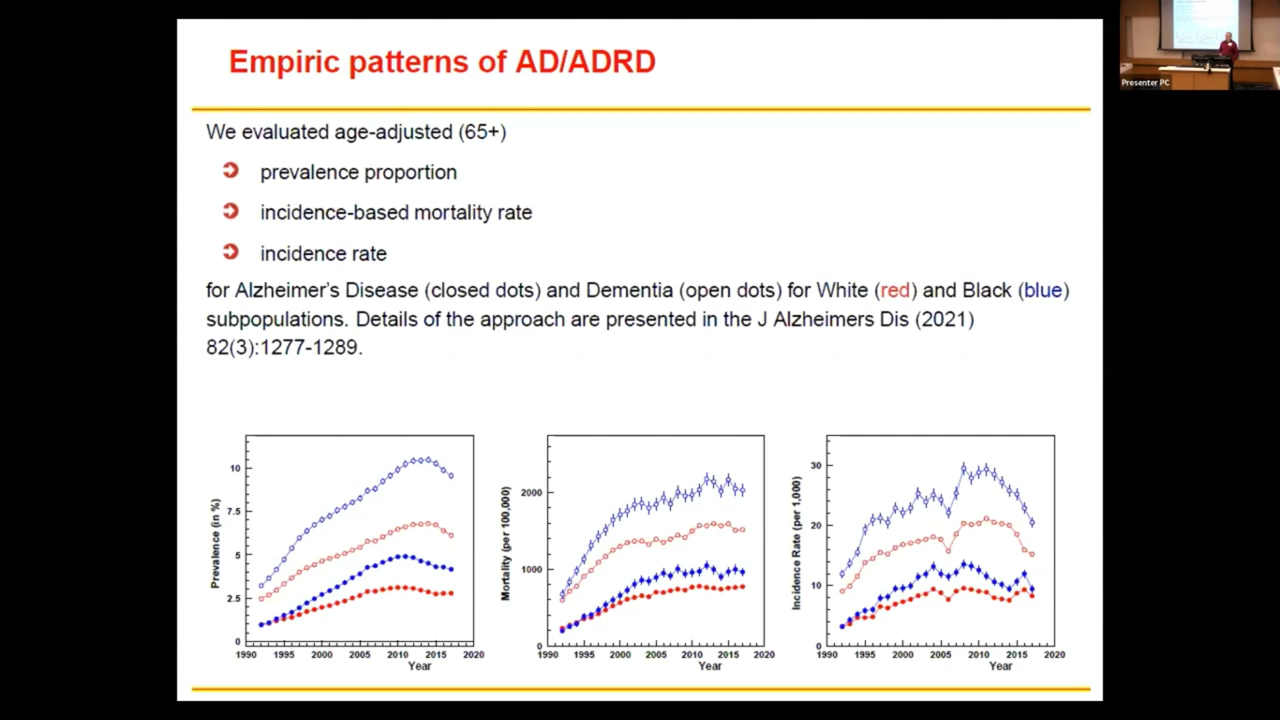 Empiric patterns of AD/ADRD
Presenter PC
We evaluated age-adjusted (65+)
prevalence proportion
incidence-based mortality rate
incidence rate
for Alzheimer's Disease (closed dots) and Dementia (open dots) for White (red) and Black (blue)
subpopulations. Details of the approach are presented in the J Alzheimers Dis (2021)
82(3):1277-1289.
Prevalence (in %)
10
7.5
5
2.5
0
1990 1995 2000 2005 2010 2015 2020
Year
Mortality (per 100,000)
2000
1000
0
1990 1995 2000 2005 2010 2015 2020
Year
Incidence Rate (per 1,000)
30
20
10
0
1990 1995 2000 2005 2010 2015 2020
Year